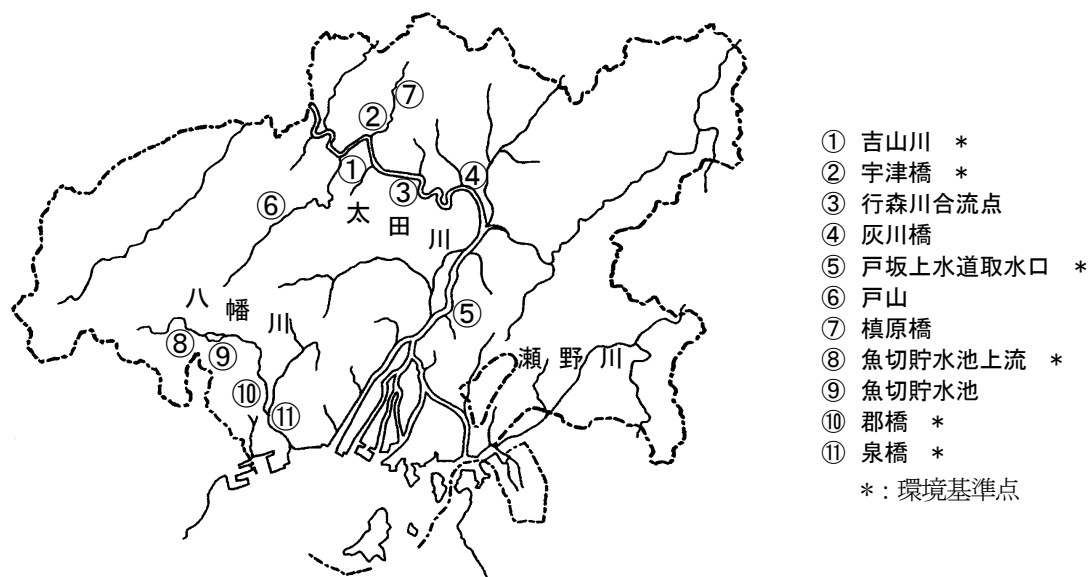 ⑦
②
①
④
③
⑥
太田川
⑤
八幡川
⑧
⑨
瀬野川
⑩
⑪
① 吉山川 *
② 宇津橋 *
③ 行森川合流点
④ 灰川橋
⑤ 戸坂上水道取水口 *
⑥ 戸山
⑦ 槙原橋
⑧ 魚切貯水池上流 *
⑨ 魚切貯水池
⑩ 郡橋 *
⑪ 泉橋 *
*:環境基準点